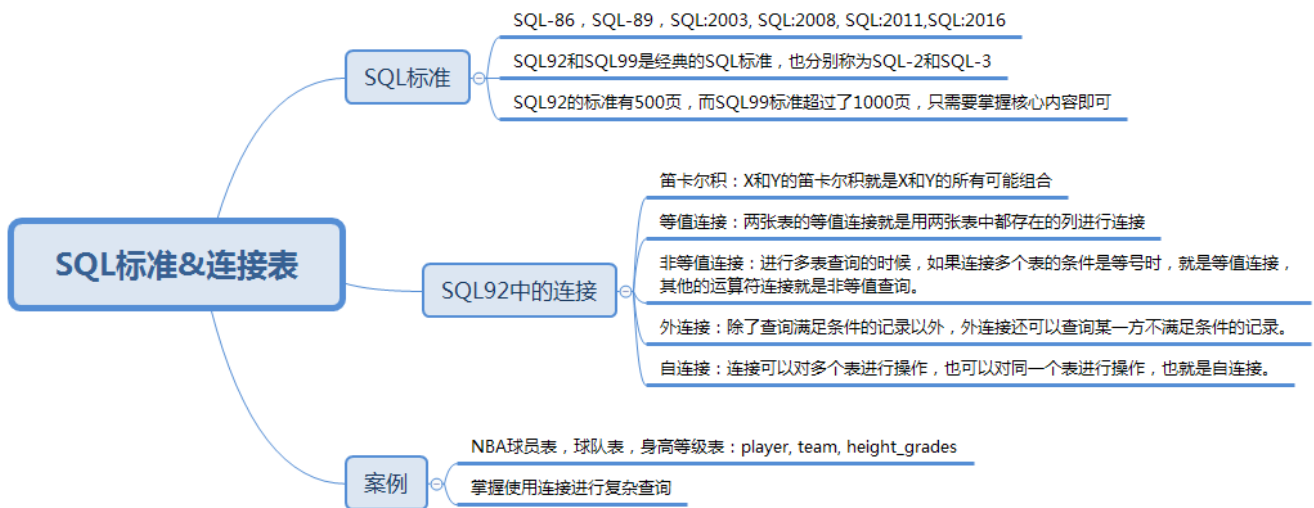 SQL标准&连接表
SQL标准
SQL-86，SQL-89，SQL:2003, SQL:2008, SQL:2011,SQL:2016
SQL92和SQL99是经典的SQL标准，也分别称为SQL-2和SQL-3
SQL92的标准有500页，而SQL99标准超过了1000页，只需要掌握核心内容即可
SQL92中的连接
笛卡尔积：X和Y的笛卡尔积就是X和Y的所有可能组合
等值连接：两张表的等值连接就是用两张表中都存在的列进行连接
非等值连接：进行多表查询的时候，如果连接多个表的条件是等号时，就是等值连接，
其他的运算符连接就是非等值查询。
外连接：除了查询满足条件的记录以外，外连接还可以查询某一方不满足条件的记录。
自连接：连接可以对多个表进行操作，也可以对同一个表进行操作，也就是自连接。
案例
NBA球员表，球队表，身高等级表：player, team, height_grades
掌握使用连接进行复杂查询